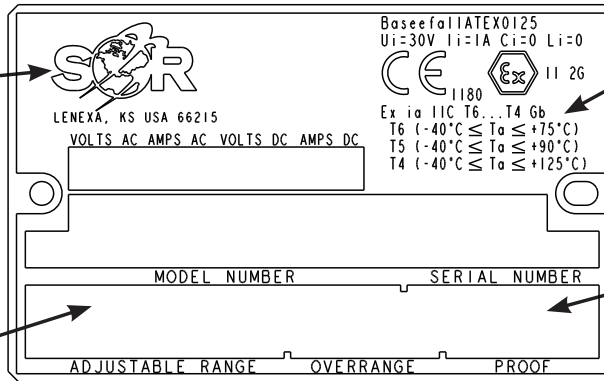 Baseefa11ATEX0125
Ui=30V Ii=1A Ci=0 Li=0
SOR
CE 1180 Ex II 2G
LENEXA, KS USA 66215
Ex ia IIC T6...T4 Gb
T6 (-40°C ≤ Ta ≤ +75°C)
T5 (-40°C ≤ Ta ≤ +90°C)
T4 (-40°C ≤ Ta ≤ +125°C)
VOLTS AC AMPS AC VOLTS DC AMPS DC
MODEL NUMBER SERIAL NUMBER
ADJUSTABLE RANGE OVERRANGE PROOF